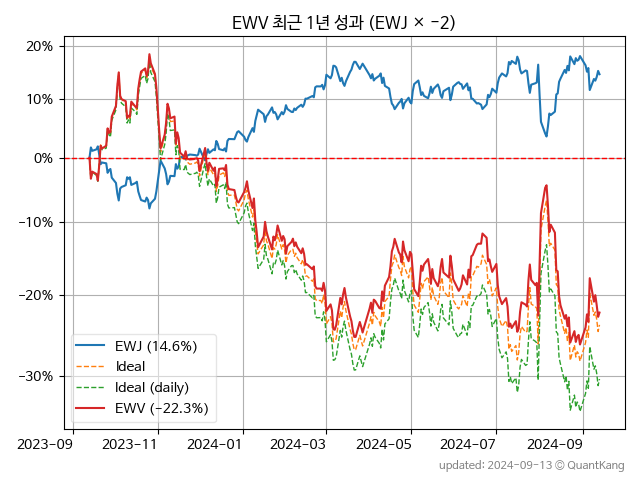 EWV 최근 1년 성과 (EWJ × −2)
20%
10%
0%
−10%
−20%
−30%
EWJ (14.6%)
Ideal
Ideal (daily)
EWV (−22.3%)
2023-09
2023-11
2024-01
2024-03
2024-05
2024-07
2024-09
updated: 2024-09-13 © QuantKang